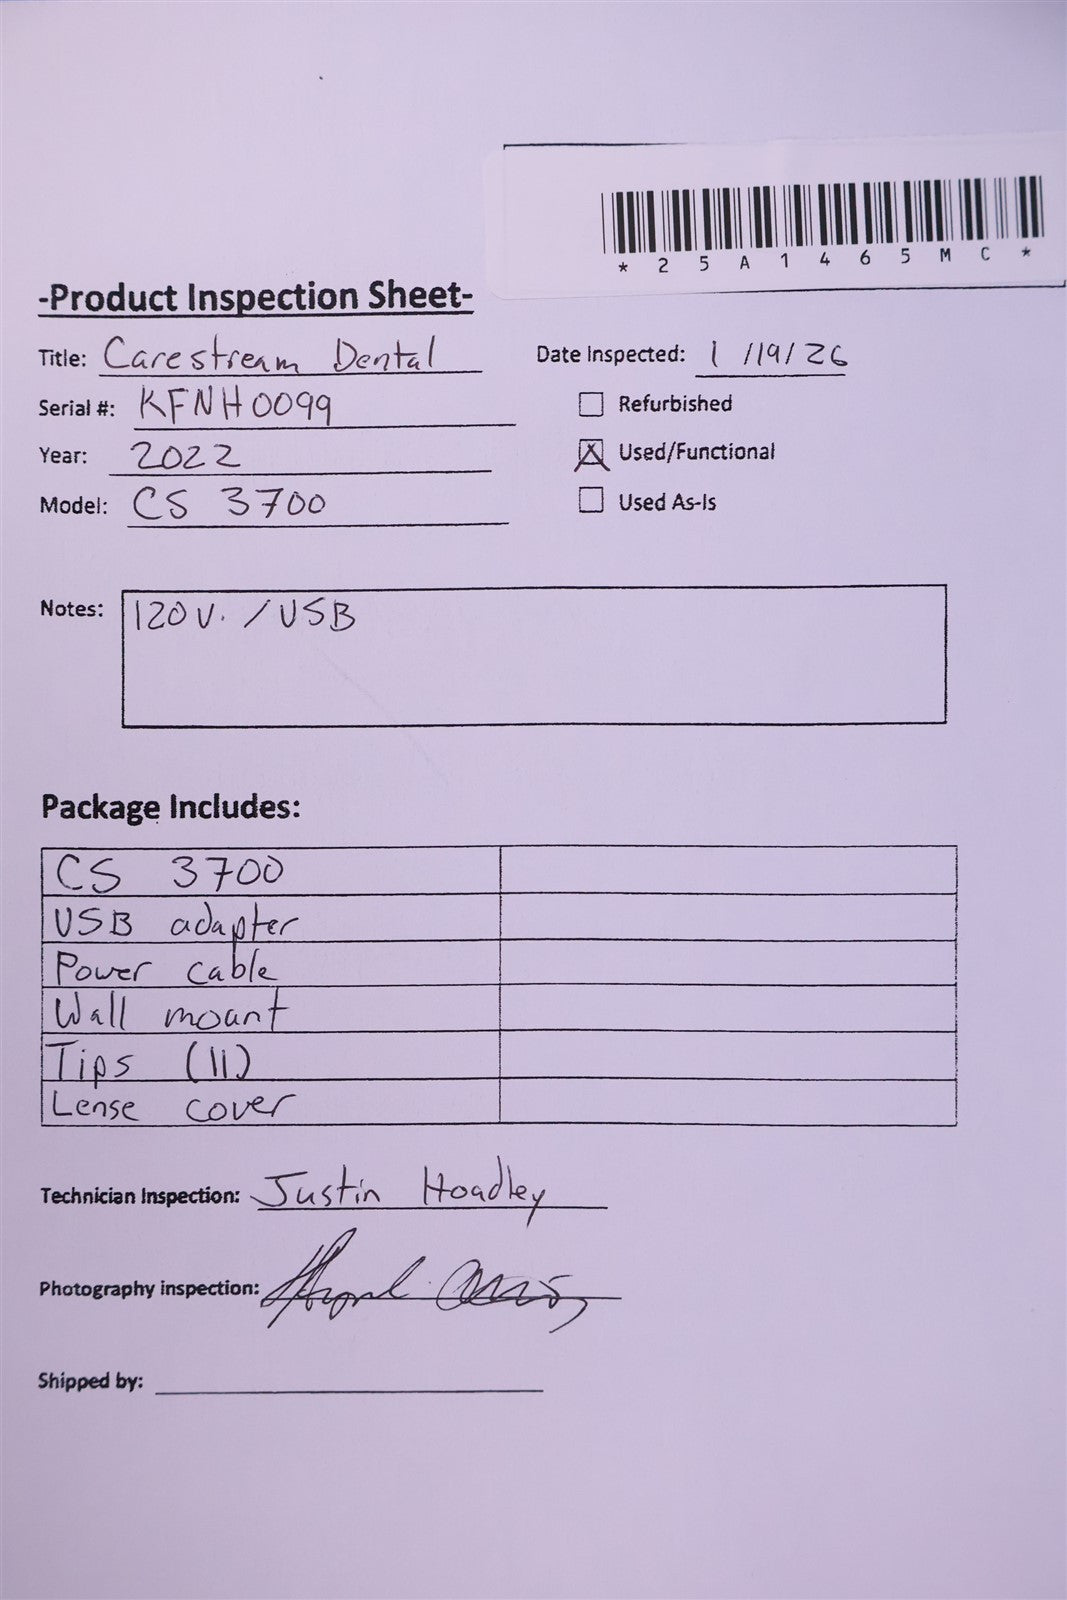 *25A1465MC*
-Product Inspection Sheet-
Title: Carestream Dental
Date Inspected: 1/19/26
Serial #: KFNH0099
Refurbished
Year: 2022
Used/Functional
Model: CS 3700
Used As-Is
Notes: 120V. / USB
Package Includes:
CS 3700
USB adapter
Power cable
Wall mount
Tips (11)
Lense cover
Technician Inspection: Justin Hoadley
Photography inspection:
Shipped by: